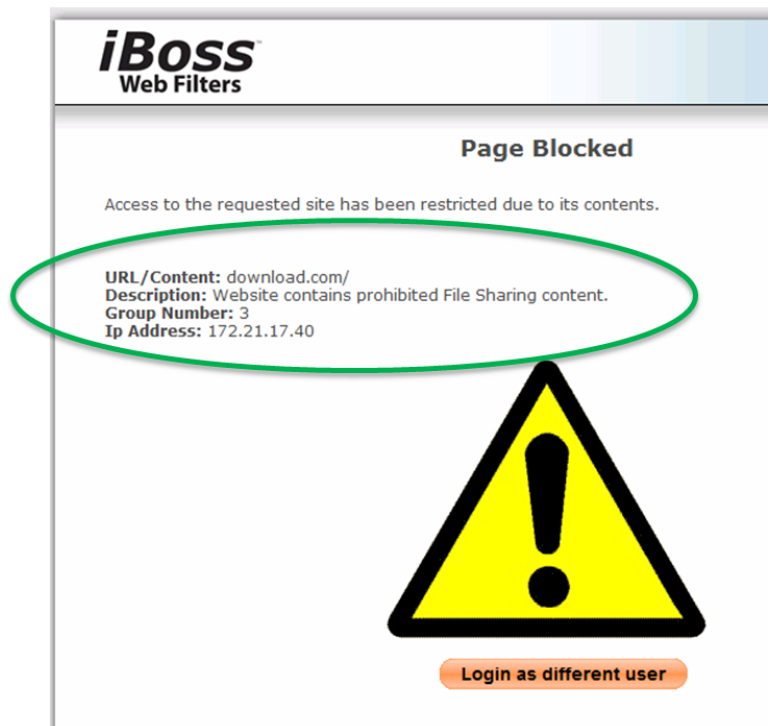 iBoss
Web Filters
Page Blocked
Access to the requested site has been restricted due to its contents.
URL/Content: download.com/
Description: Website contains prohibited File Sharing content.
Group Number: 3
Ip Address: 172.21.17.40
Login as different user